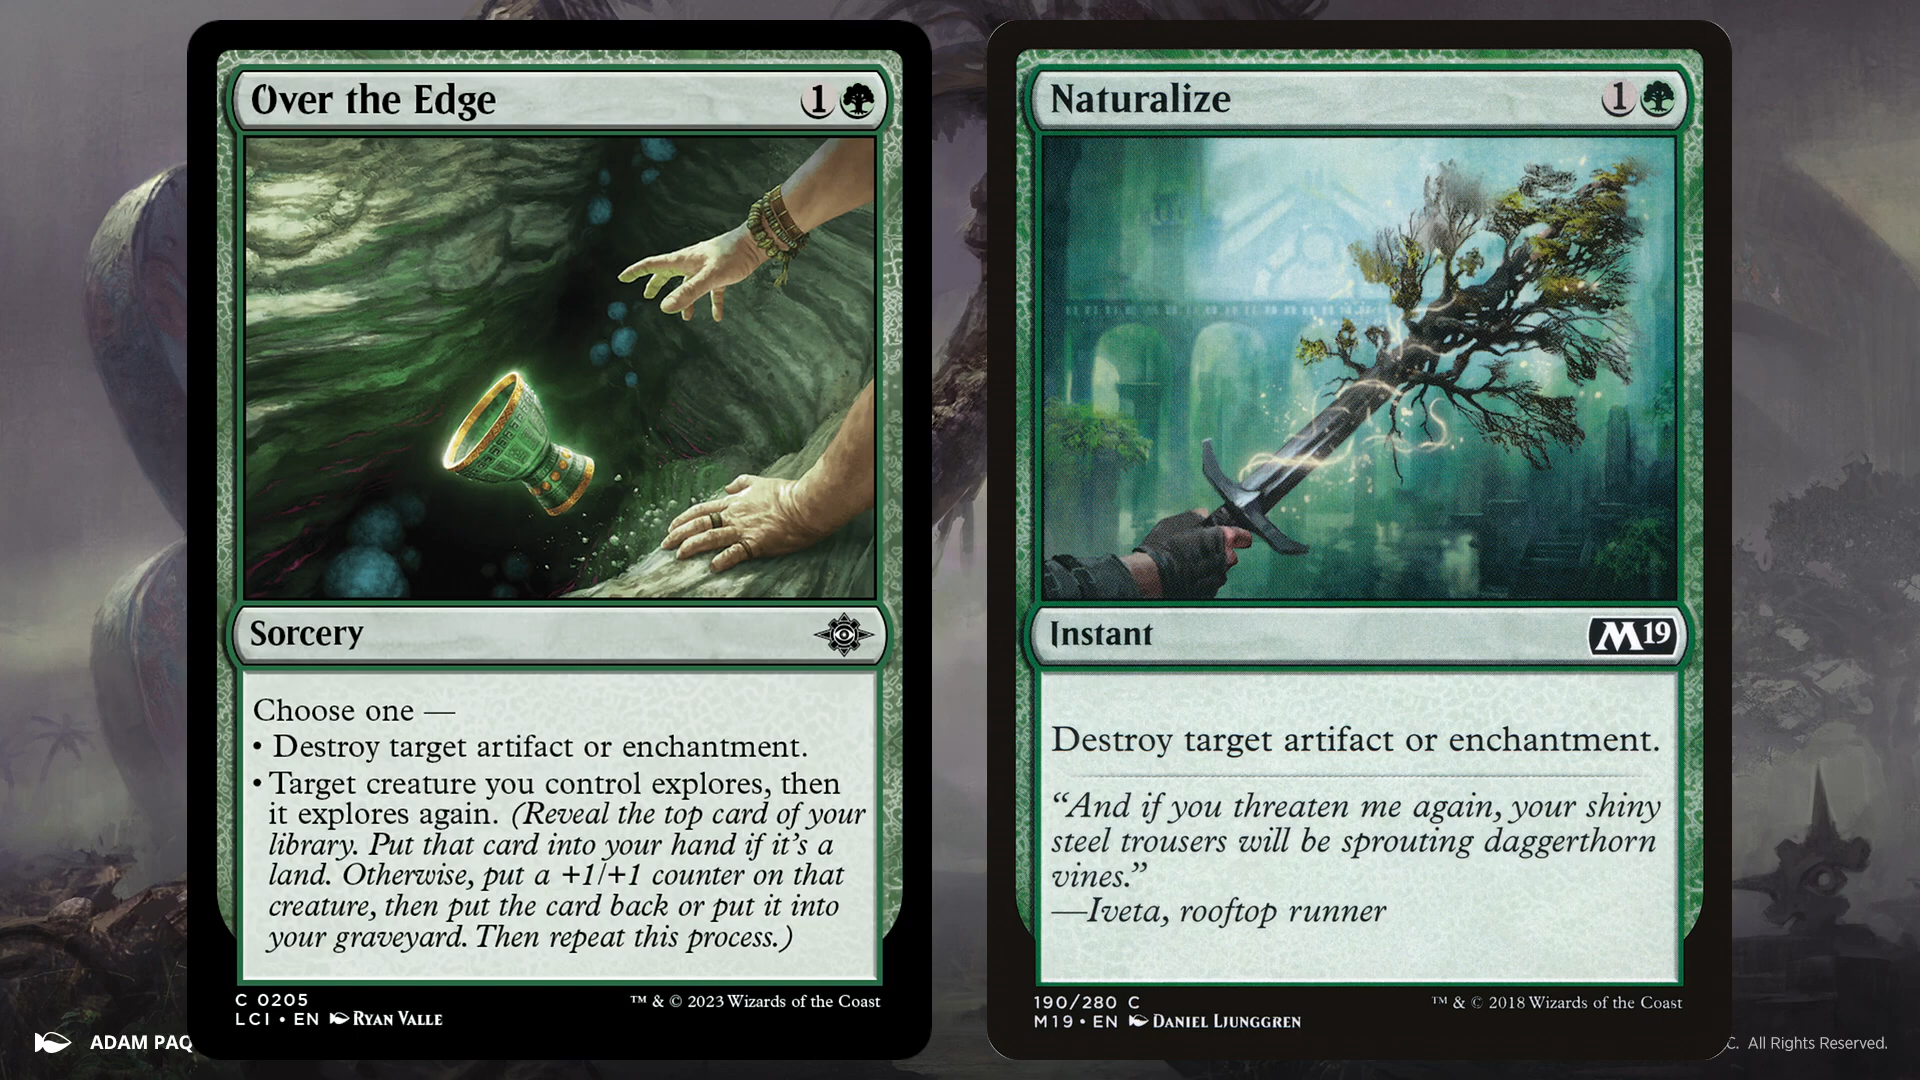 Over the Edge
1
Sorcery
Choose one —
• Destroy target artifact or enchantment.
• Target creature you control explores, then
it explores again. (Reveal the top card of your
library. Put that card into your hand if it's a
land. Otherwise, put a +1/+1 counter on that
creature, then put the card back or put it into
your graveyard. Then repeat this process.)
C 0205
LCI • EN RYAN VALLE
™ & © 2023 Wizards of the Coast
Naturalize
1
Instant
M19
Destroy target artifact or enchantment.
“And if you threaten me again, your shiny
steel trousers will be sprouting daggerthorn
vines.”
—Iveta, rooftop runner
190/280 C
M19 • EN DANIEL LJUNGGREN
™ & © 2018 Wizards of the Coast
ADAM PAQ
C. All Rights Reserved.